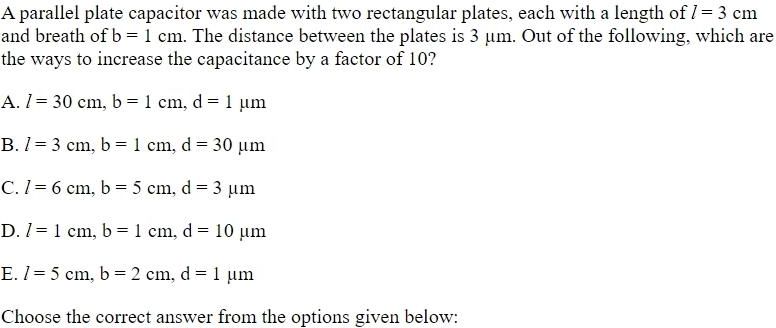 A parallel plate capacitor was made with two rectangular plates, each with a length of l = 3 cm
and breath of b = 1 cm. The distance between the plates is 3 μm. Out of the following, which are
the ways to increase the capacitance by a factor of 10?
A. l = 30 cm, b = 1 cm, d = 1 μm
B. l = 3 cm, b = 1 cm, d = 30 μm
C. l = 6 cm, b = 5 cm, d = 3 μm
D. l = 1 cm, b = 1 cm, d = 10 μm
E. l = 5 cm, b = 2 cm, d = 1 μm
Choose the correct answer from the options given below: